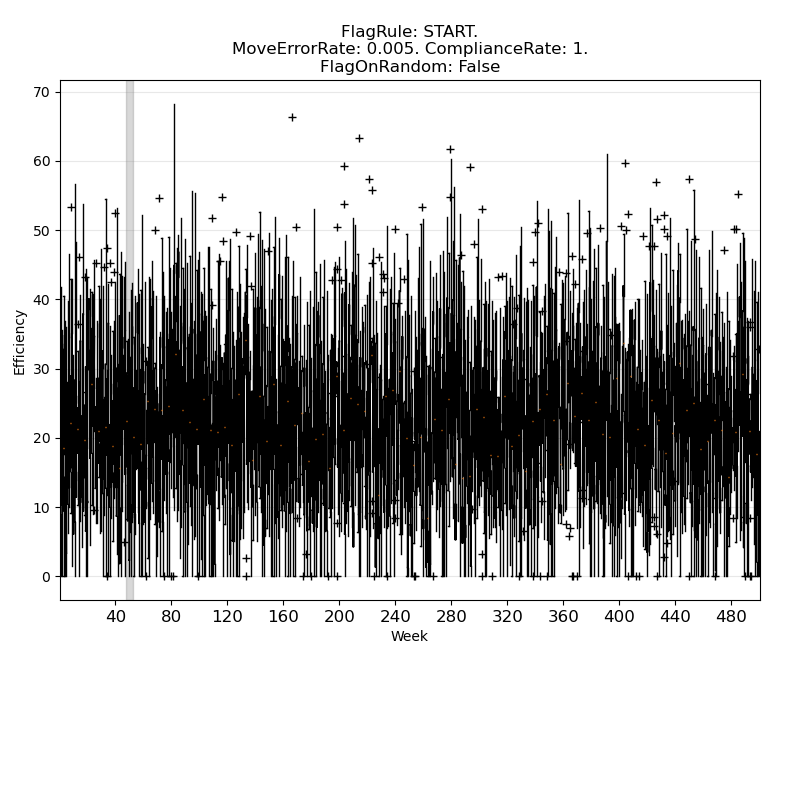 FlagRule: START.
MoveErrorRate: 0.005. ComplianceRate: 1.
FlagOnRandom: False
70
60
50
40
30
20
10
0
Efficiency
40 80 120 160 200 240 280 320 360 400 440 480
Week